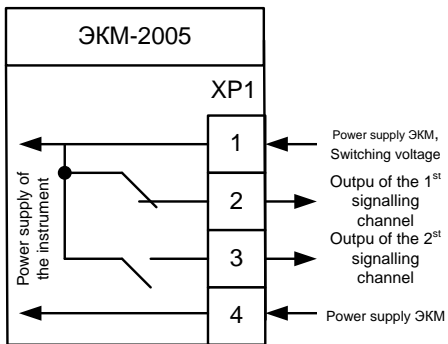 ЭКМ-2005
XP1
Power supply of
the instrument
1
Power supply ЭКМ,
Switching voltage
2
Outpu of the 1st
signalling
channel
3
Outpu of the 2st
signalling
channel
4
Power supply ЭКМ